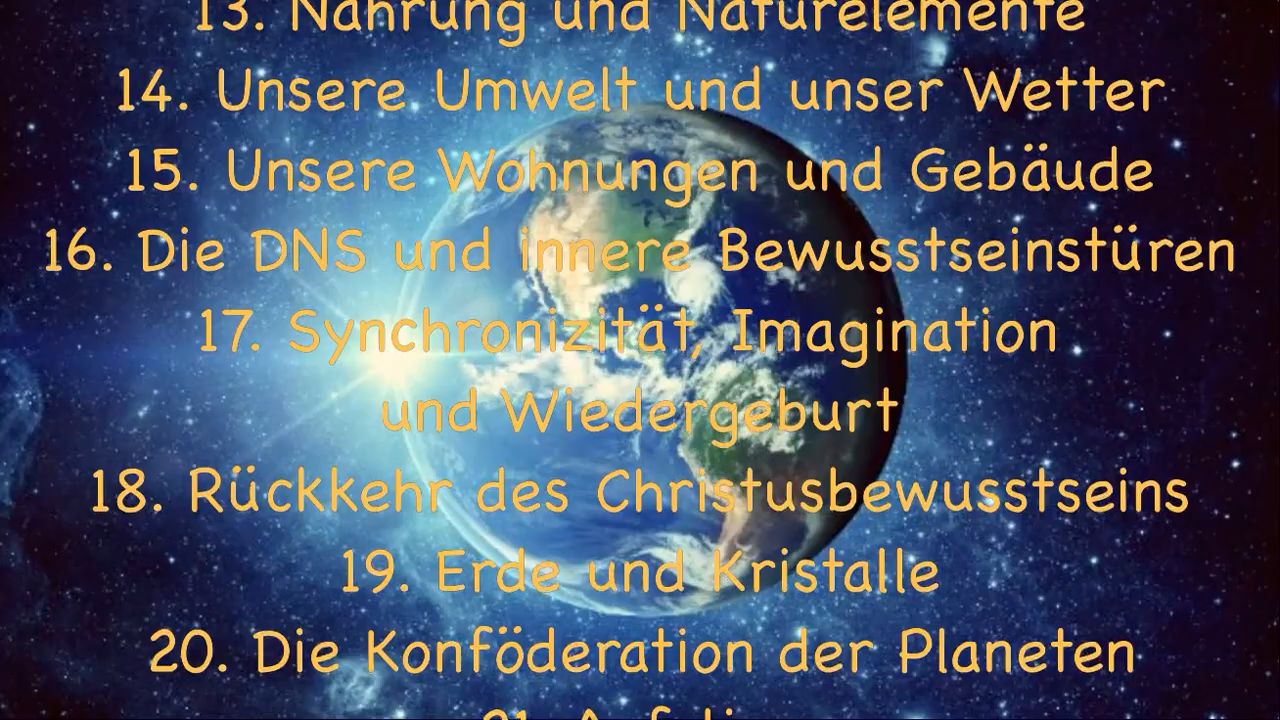 13. Nahrung und Naturelemente
14. Unsere Umwelt und unser Wetter
15. Unsere Wohnungen und Gebäude
16. Die DNS und innere Bewusstseinstüren
17. Synchronizität, Imagination
und Wiedergeburt
18. Rückkehr des Christusbewusstseins
19. Erde und Kristalle
20. Die Konföderation der Planeten
21.